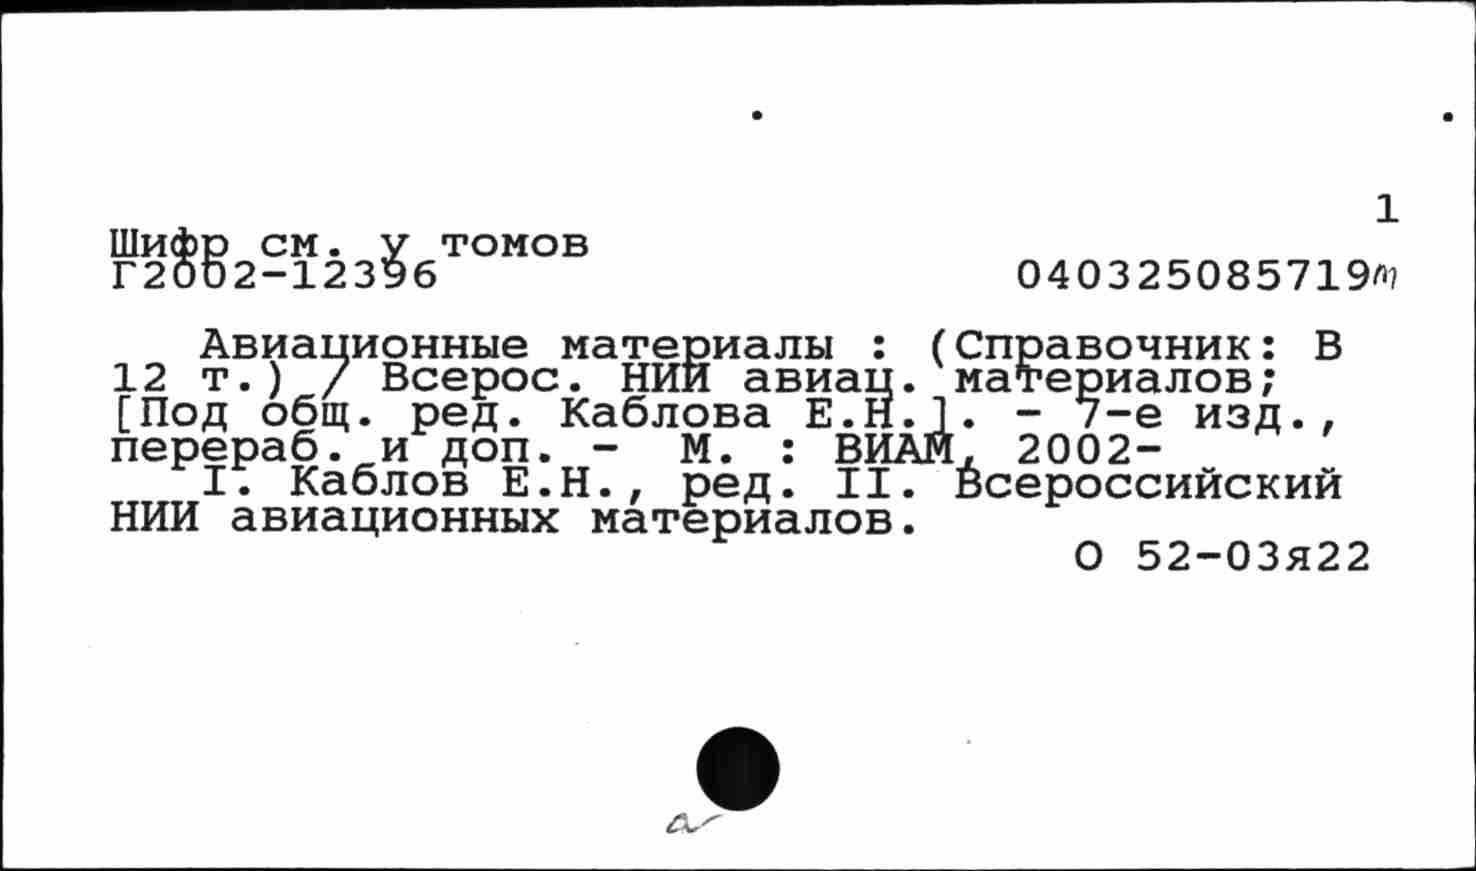 1
Шифр см. у томов
Г2002-12396 040325085719m
Авиационные материалы : (Справочник: В
12 т.) / Всерос. НИИ авиац. материалов;
[Под общ. ред. Каблова Е.Н.]. - 7-е изд.,
перераб. и доп. - М. : ВИАМ, 2002-
I. Каблов Е.Н., ред. II. Всероссийский
НИИ авиационных материалов.
О 52-03я22